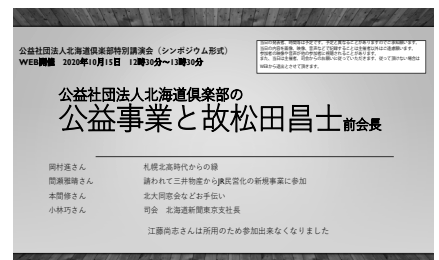 公益社団法人北海道倶楽部特別講演会(シンポジウム形式)
WEB開催 2020年10月15日 12時30分~13時30分
公益社団法人北海道倶楽部の
公益事業と故松田昌士前会長
岡村進さん 札幌北高時代からの縁
間瀬雅晴さん 請われて三井物産からJR民営化の新規事業に参加
本間修さん 北大同窓会などお手伝い
小林巧さん 司会 北海道新聞東京支社長
江藤尚志さんは所用のため参加出来なくなりました